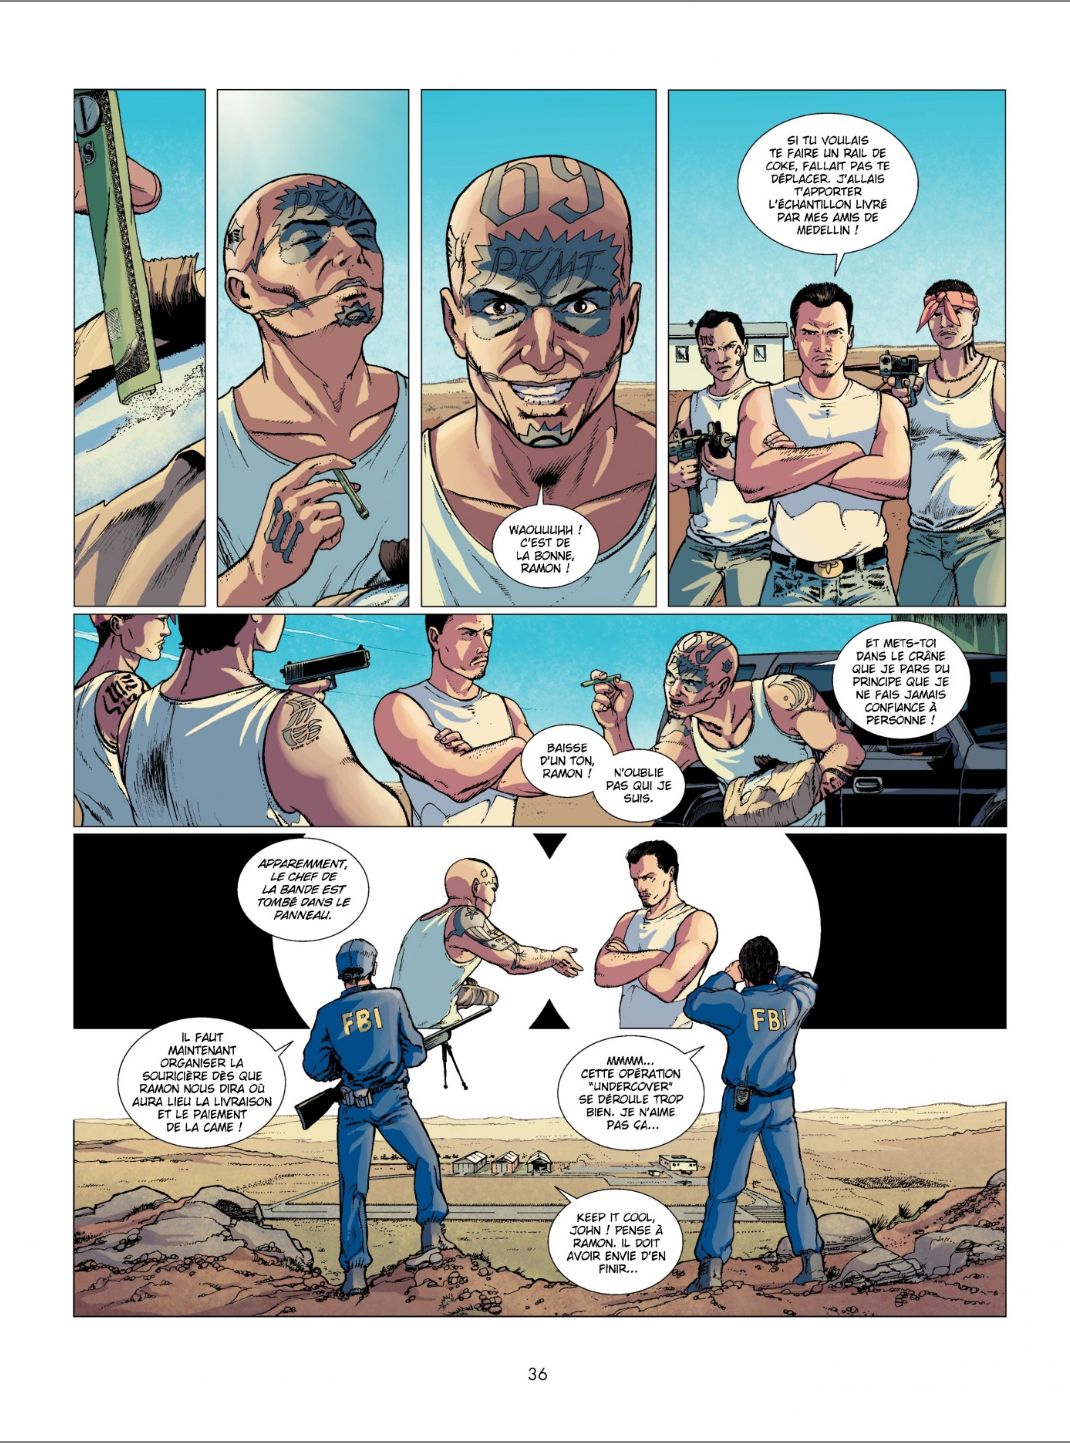 S
PKMT
69
PKMT
WAOUUUHH !
C'EST DE
LA BONNE,
RAMON !
SI TU VOULAIS
TE FAIRE UN RAIL DE
COKE, FALLAIT PAS TE
DÉPLACER. J'ALLAIS
T'APPORTER
L'ÉCHANTILLON LIVRÉ
PAR MES AMIS DE
MEDELLIN !
BAISSE
D'UN TON,
RAMON !
N'OUBLIE
PAS QUI JE
SUIS.
ET METS-TOI
DANS LE CRÂNE
QUE JE PARS DU
PRINCIPE QUE JE
NE FAIS JAMAIS
CONFIANCE À
PERSONNE !
APPAREMMENT,
LE CHEF DE
LA BANDE EST
TOMBÉ DANS LE
PANNEAU.
FBI
FBI
IL FAUT
MAINTENANT
ORGANISER LA
SOURICIÈRE DÈS QUE
RAMON NOUS DIRA OÙ
AURA LIEU LA LIVRAISON
ET LE PAIEMENT
DE LA CAME !
MMMM...
CETTE OPÉRATION
"UNDERCOVER"
SE DÉROULE TROP
BIEN. JE N'AIME
PAS ÇA...
KEEP IT COOL,
JOHN ! PENSE À
RAMON. IL DOIT
AVOIR ENVIE D'EN
FINIR...
36